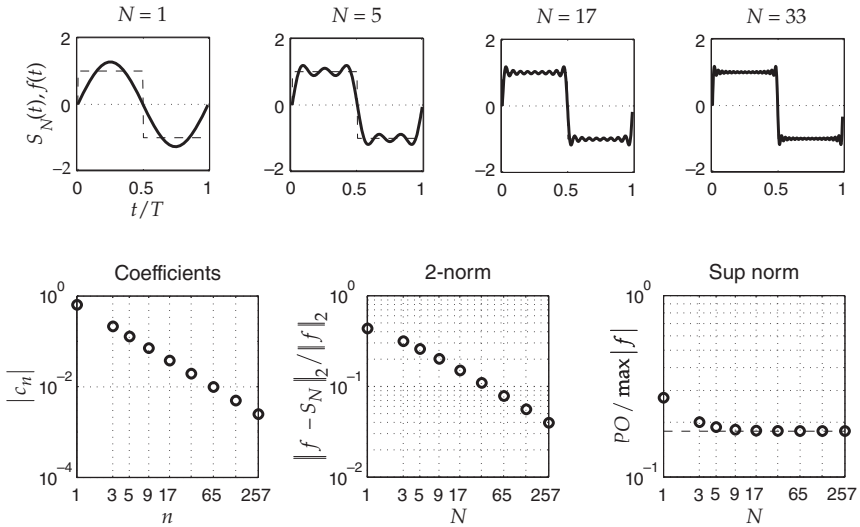 N = 1
N = 5
N = 17
N = 33
S_N(t), f(t)
2
0
−2
0
0.5
1
t/T
2
0
−2
0
0.5
1
2
0
−2
0
0.5
1
2
0
−2
0
0.5
1
Coefficients
2-norm
Sup norm
|c_n|
10^0
10^−2
10^−4
1 3 5 9 17 65 257
n
‖f − S_N‖_2 / ‖f‖_2
10^0
10^−1
10^−2
1 3 5 9 17 65 257
N
PO / max|f|
10^0
10^−1
1 3 5 9 17 65 257
N